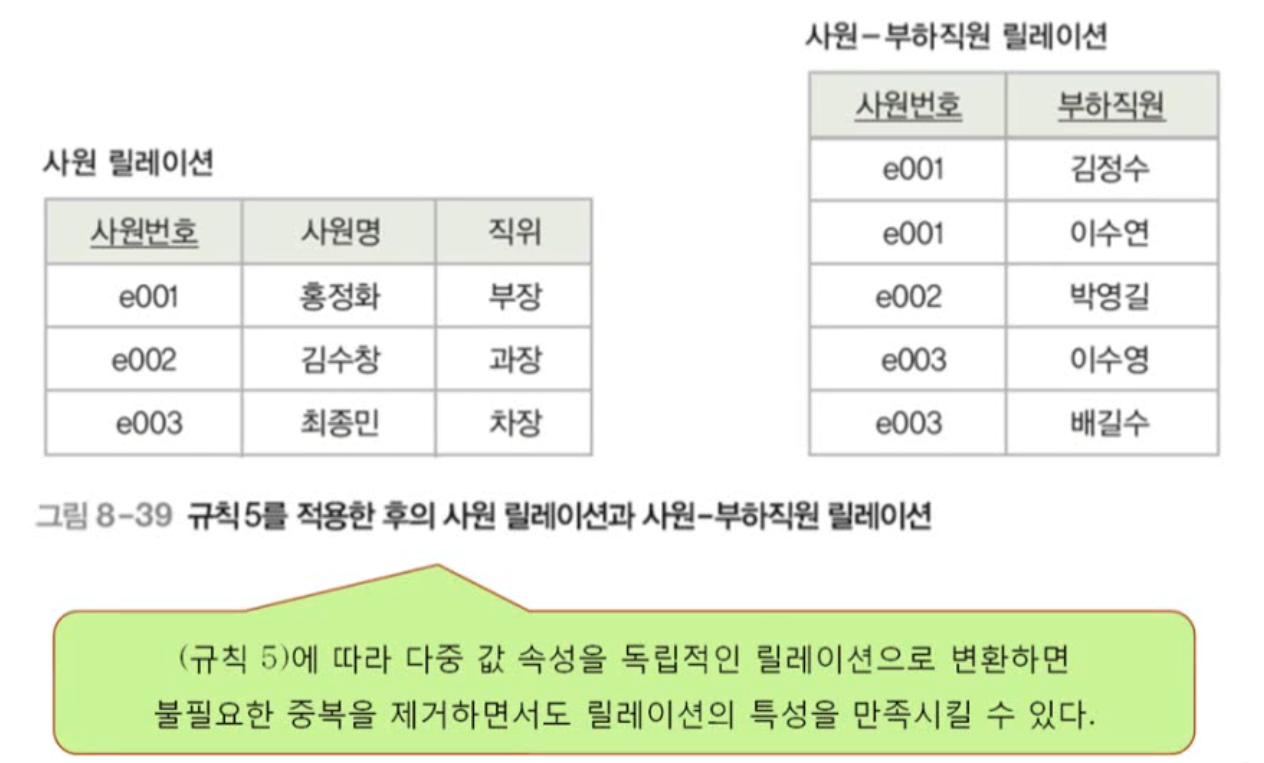 사원-부하직원 릴레이션
사원번호 부하직원
e001 김정수
e001 이수연
e002 박영길
e003 이수영
e003 배길수
사원 릴레이션
사원번호 사원명 직위
e001 홍정화 부장
e002 김수창 과장
e003 최종민 차장
그림 8-39 규칙 5를 적용한 후의 사원 릴레이션과 사원-부하직원 릴레이션
(규칙 5)에 따라 다중 값 속성을 독립적인 릴레이션으로 변환하면
불필요한 중복을 제거하면서도 릴레이션의 특성을 만족시킬 수 있다.